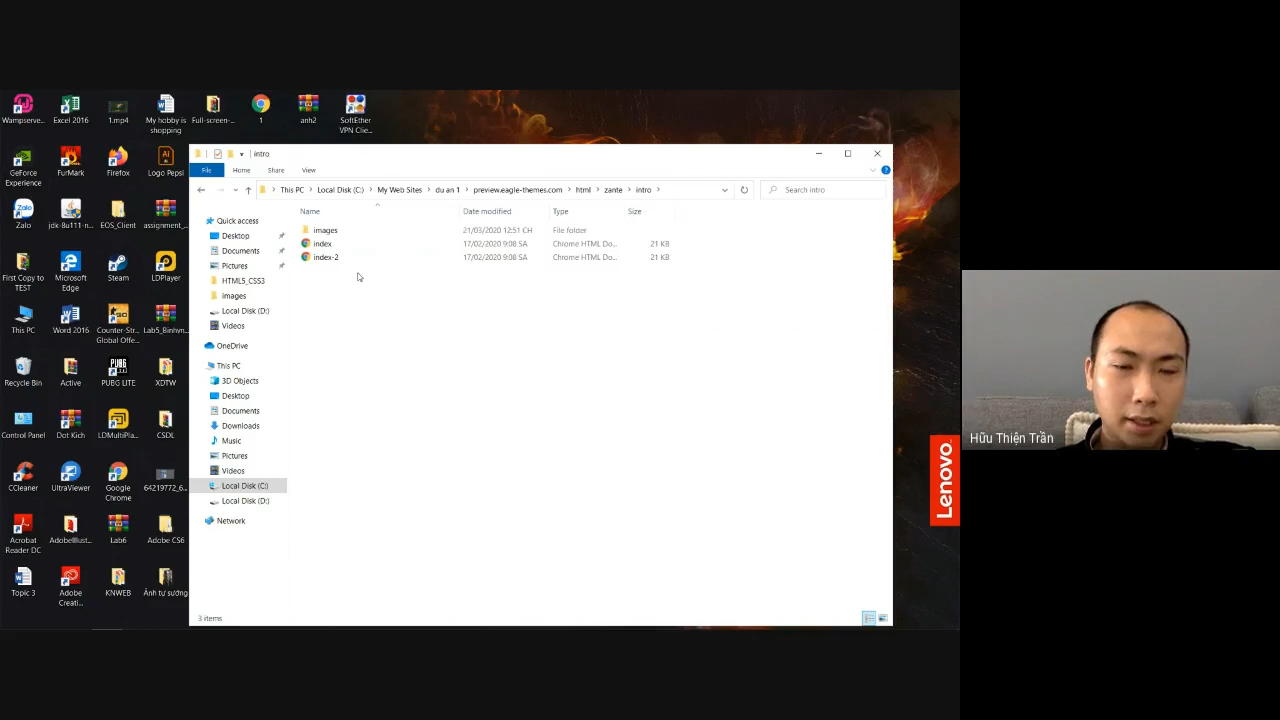 Wampserve...
Excel 2016
1.mp4
My hobby is
shopping
Full-screen-...
1
anh2
SoftEther
VPN Clie...
GeForce
Experience
FurMark
Firefox
Logo Pepsi
Zalo
jdk-8u111-n...
EOS_Client
assignment_...
First Copy to
TEST
Microsoft
Edge
Steam
LDPlayer
This PC
Word 2016
Counter-Str...
Global Offe...
Lab5_Binhvn...
Recycle Bin
Active
PUBG LITE
XDTW
Control Panel
Dot Kich
LDMultiPla...
CSDL
CCleaner
UltraViewer
Google
Chrome
64219772_6...
Acrobat
Reader DC
AdobeIllust...
Lab6
Adobe CS6
Topic 3
Adobe
Creati...
KNWEB
Ảnh tự sướng
intro
File
Home
Share
View
This PC
Local Disk (C:)
My Web Sites
du an 1
preview.eagle-themes.com
html
zante
intro
Search intro
Quick access
Desktop
Documents
Pictures
HTML5_CSS3
images
Local Disk (D:)
Videos
OneDrive
This PC
3D Objects
Desktop
Documents
Downloads
Music
Pictures
Videos
Local Disk (C:)
Local Disk (D:)
Network
Name Date modified Type Size
images 21/03/2020 12:51 CH File folder
index 17/02/2020 9:08 SA Chrome HTML Do... 21 KB
index-2 17/02/2020 9:08 SA Chrome HTML Do... 21 KB
3 items
Lenovo
Hữu Thiện Trần